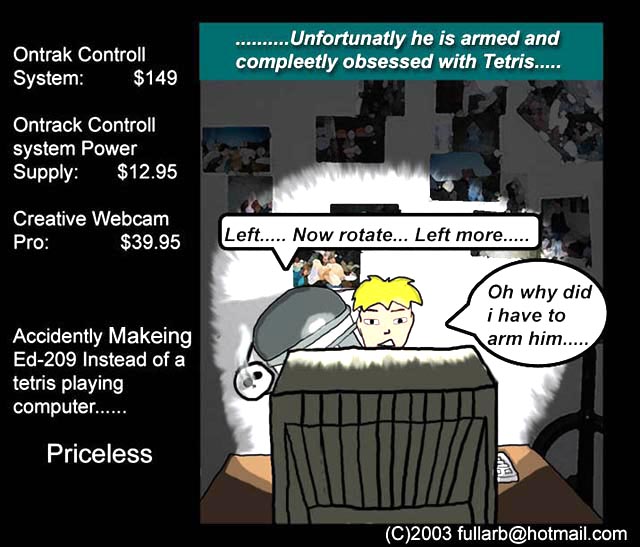 Ontrak Controll
System: $149
Ontrack Controll
system Power
Supply: $12.95
Creative Webcam
Pro: $39.95
Accidently Makeing
Ed-209 Instead of a
tetris playing
computer......
Priceless
..........Unfortunatly he is armed and
compleetly obsessed with Tetris.....
Left..... Now rotate... Left more.....
Oh why did
i have to
arm him.....
(C)2003 fullarb@hotmail.com